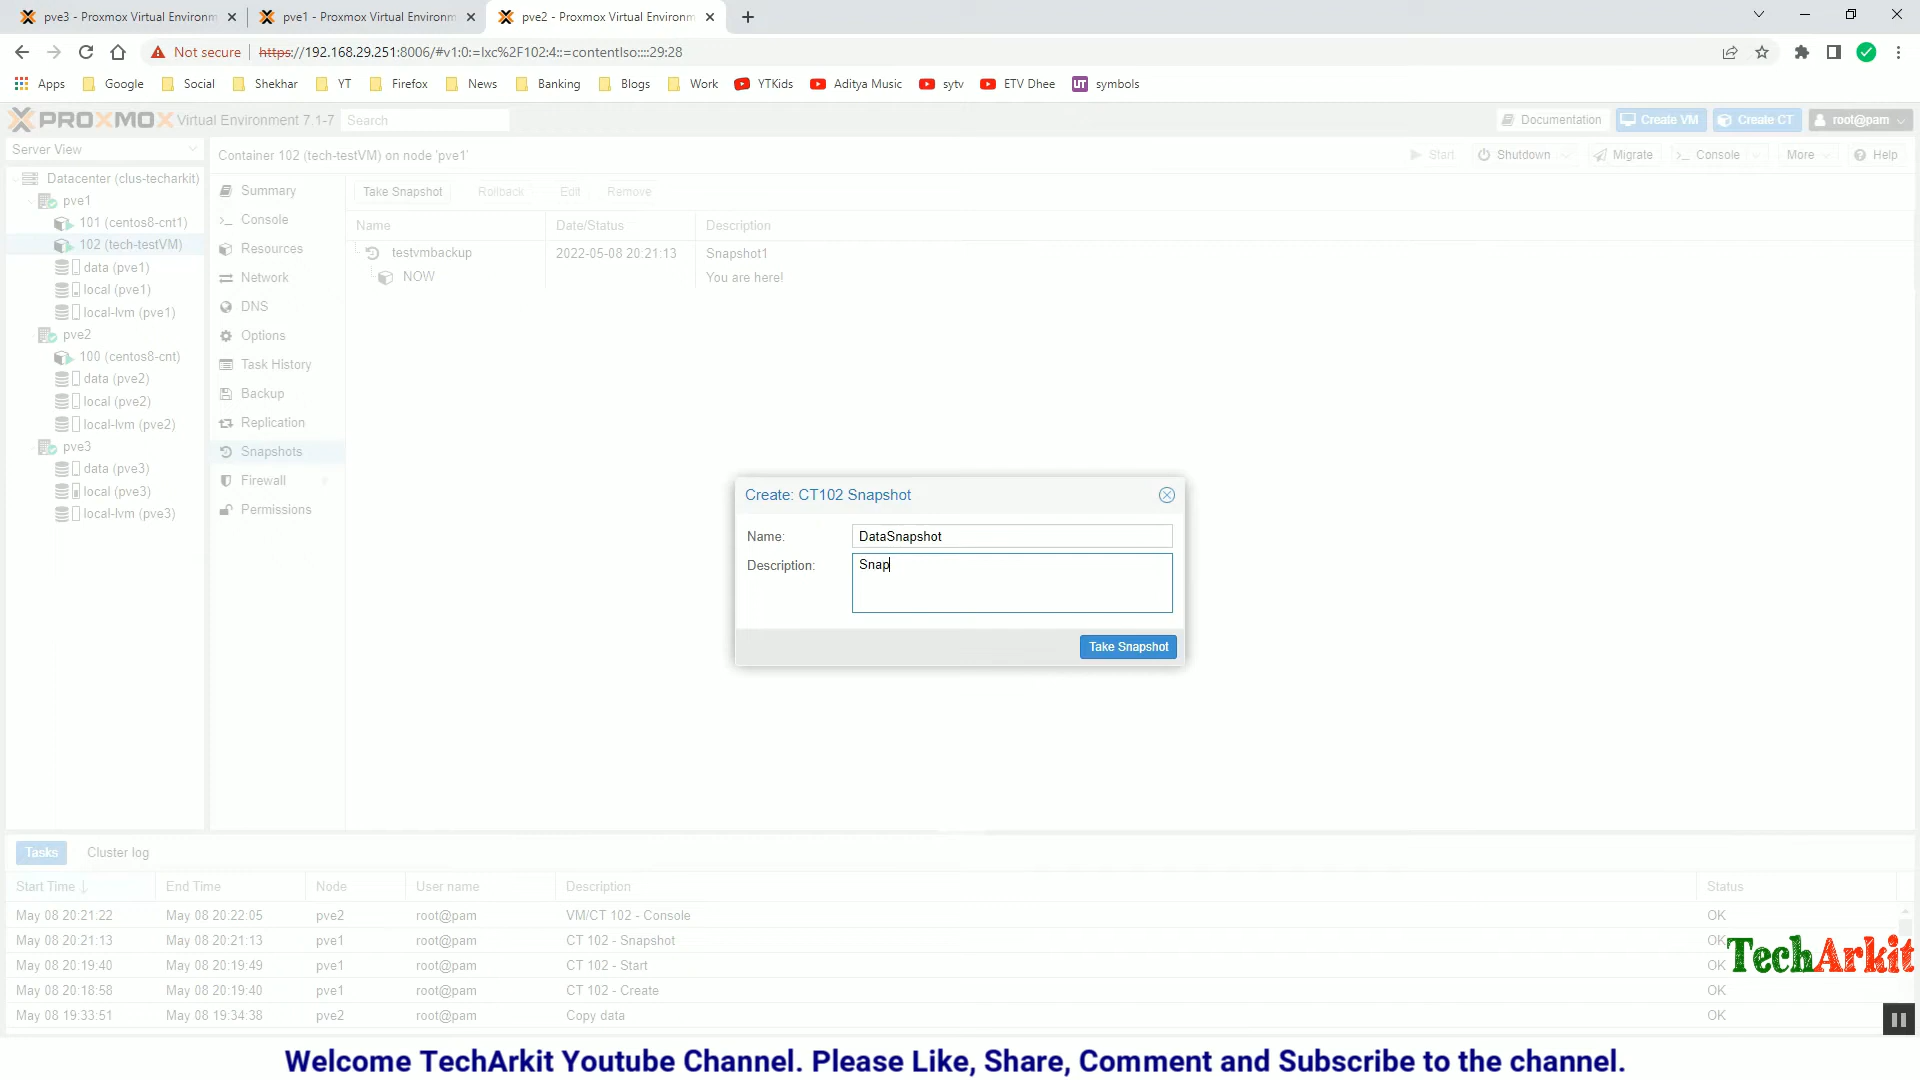 pve3 - Proxmox Virtual Environm
pve1 - Proxmox Virtual Environm
pve2 - Proxmox Virtual Environm
Not secure | https://192.168.29.251:8006/#v1:0:=lxc%2F102:4::=contentIso::::29:28
Apps Google Social Shekhar YT Firefox News Banking Blogs Work YTKids Aditya Music sytv ETV Dhee UT symbols
PROXMOX Virtual Environment 7.1-7 Search Documentation Create VM Create CT root@pam
Server View
Container 102 (tech-testVM) on node 'pve1' Start Shutdown Migrate Console More Help
Datacenter (clus-techarkit)
pve1
101 (centos8-cnt1)
102 (tech-testVM)
data (pve1)
local (pve1)
local-lvm (pve1)
pve2
100 (centos8-cnt)
data (pve2)
local (pve2)
local-lvm (pve2)
pve3
data (pve3)
local (pve3)
local-lvm (pve3)
Summary
Console
Resources
Network
DNS
Options
Task History
Backup
Replication
Snapshots
Firewall
Permissions
Take Snapshot Rollback Edit Remove
Name Date/Status Description
testvmbackup 2022-05-08 20:21:13 Snapshot1
NOW You are here!
Create: CT102 Snapshot
Name: DataSnapshot
Description: Snap
Take Snapshot
Tasks Cluster log
Start Time End Time Node User name Description Status
May 08 20:21:22 May 08 20:22:05 pve2 root@pam VM/CT 102 - Console OK
May 08 20:21:13 May 08 20:21:13 pve1 root@pam CT 102 - Snapshot OK
May 08 20:19:40 May 08 20:19:49 pve1 root@pam CT 102 - Start OK
May 08 20:18:58 May 08 20:19:40 pve1 root@pam CT 102 - Create OK
May 08 19:33:51 May 08 19:34:38 pve2 root@pam Copy data OK
TechArkit
Welcome TechArkit Youtube Channel. Please Like, Share, Comment and Subscribe to the channel.